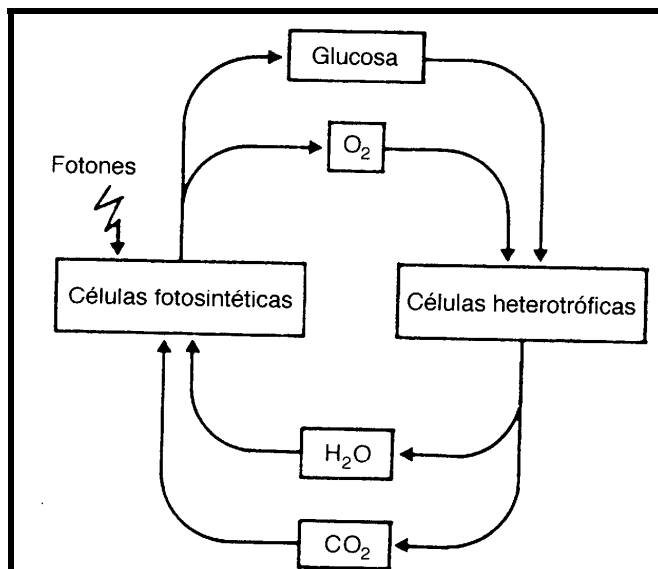 Glucosa
O₂
Fotones
Células fotosintéticas
Células heterotróficas
H₂O
CO₂